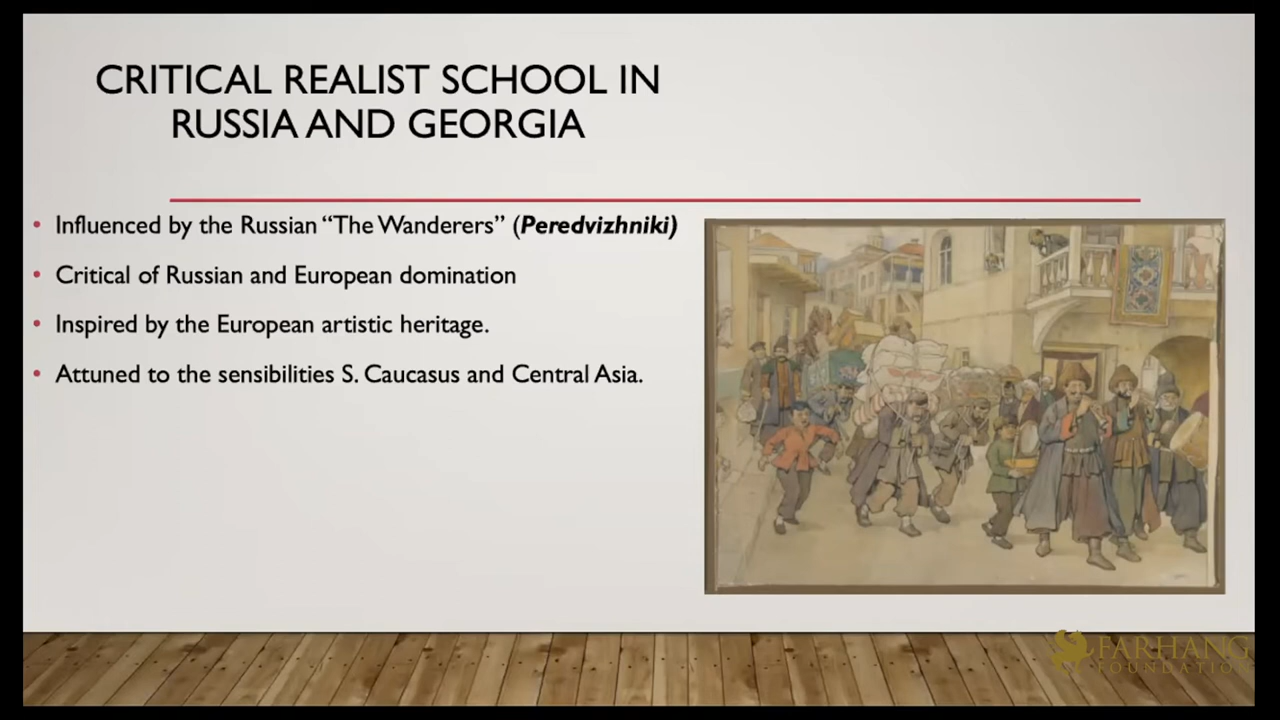 CRITICAL REALIST SCHOOL IN
RUSSIA AND GEORGIA
• Influenced by the Russian “The Wanderers” (Peredvizhniki)
• Critical of Russian and European domination
• Inspired by the European artistic heritage.
• Attuned to the sensibilities S. Caucasus and Central Asia.
FARHANG
FOUNDATION